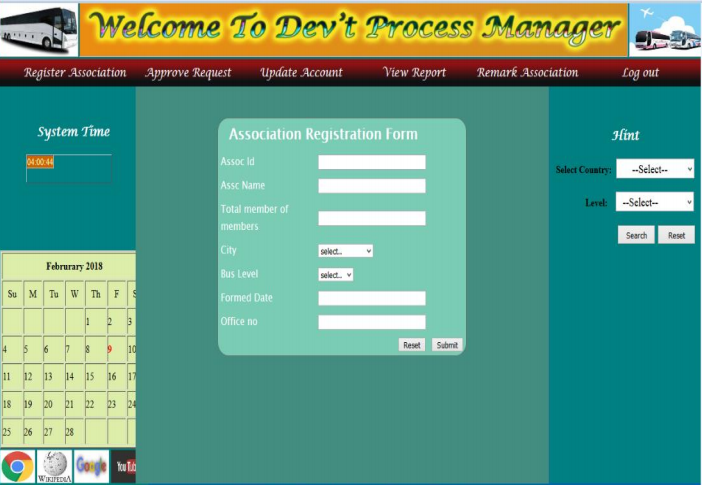 Welcome To Dev't Process Manager
Register Association Approve Request Update Account View Report Remark Association Log out
System Time
04:00:44
Februrary 2018
Su M Tu W Th F S
1 2 3
4 5 6 7 8 9 10
11 12 13 14 15 16 17
18 19 20 21 22 23 24
25 26 27 28
WIKIPEDIA Google You Tub
Association Registration Form
Assoc Id
Assc Name
Total member of
members
City select..
Bus Level select..
Formed Date
Office no
Reset Submit
Hint
Select Country: --Select--
Level: --Select--
Search Reset